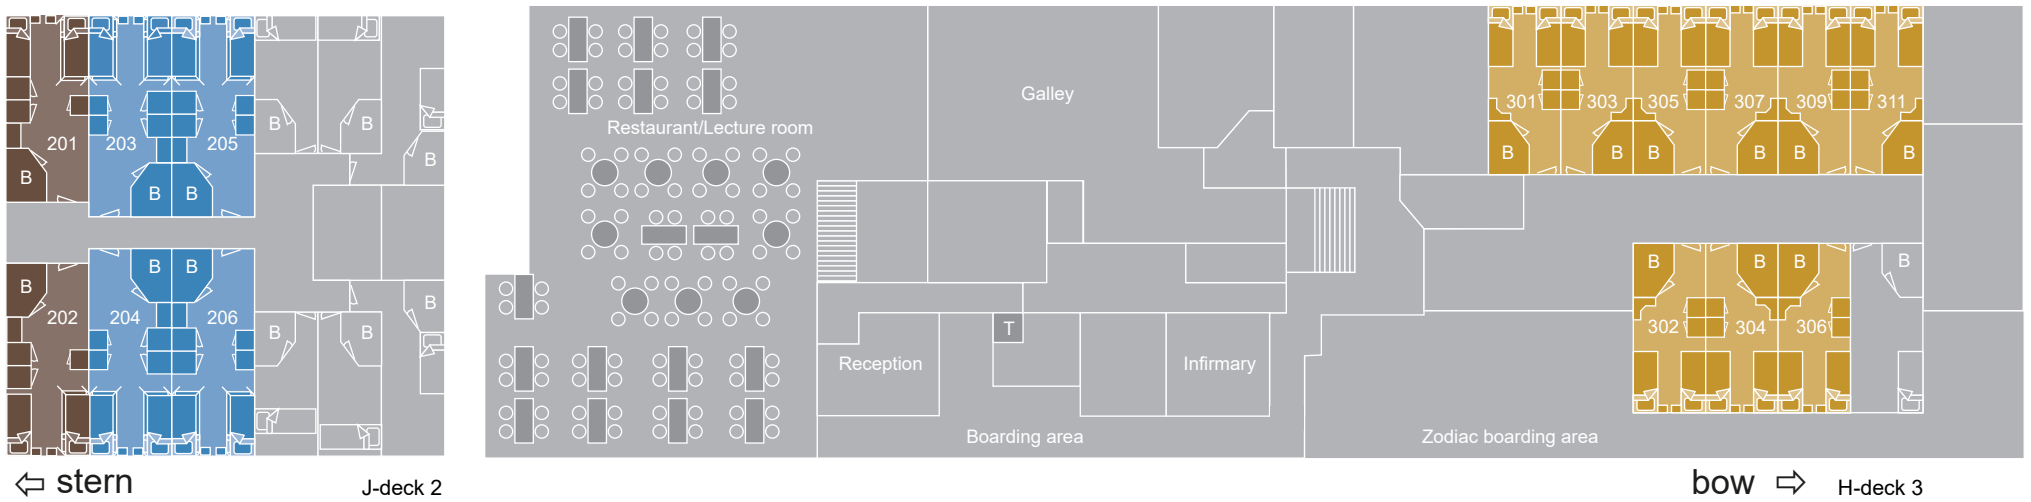 201
203
205
B
B
B
B
B
B
B
B
B
B
B
B
B
B
202
204
206
stern
J-deck 2
Restaurant/Lecture room
Galley
T
Reception
Infirmary
Boarding area
Zodiac boarding area
301
303
305
307
309
311
B
B
B
B
B
B
B
B
B
B
302
304
306
bow
H-deck 3